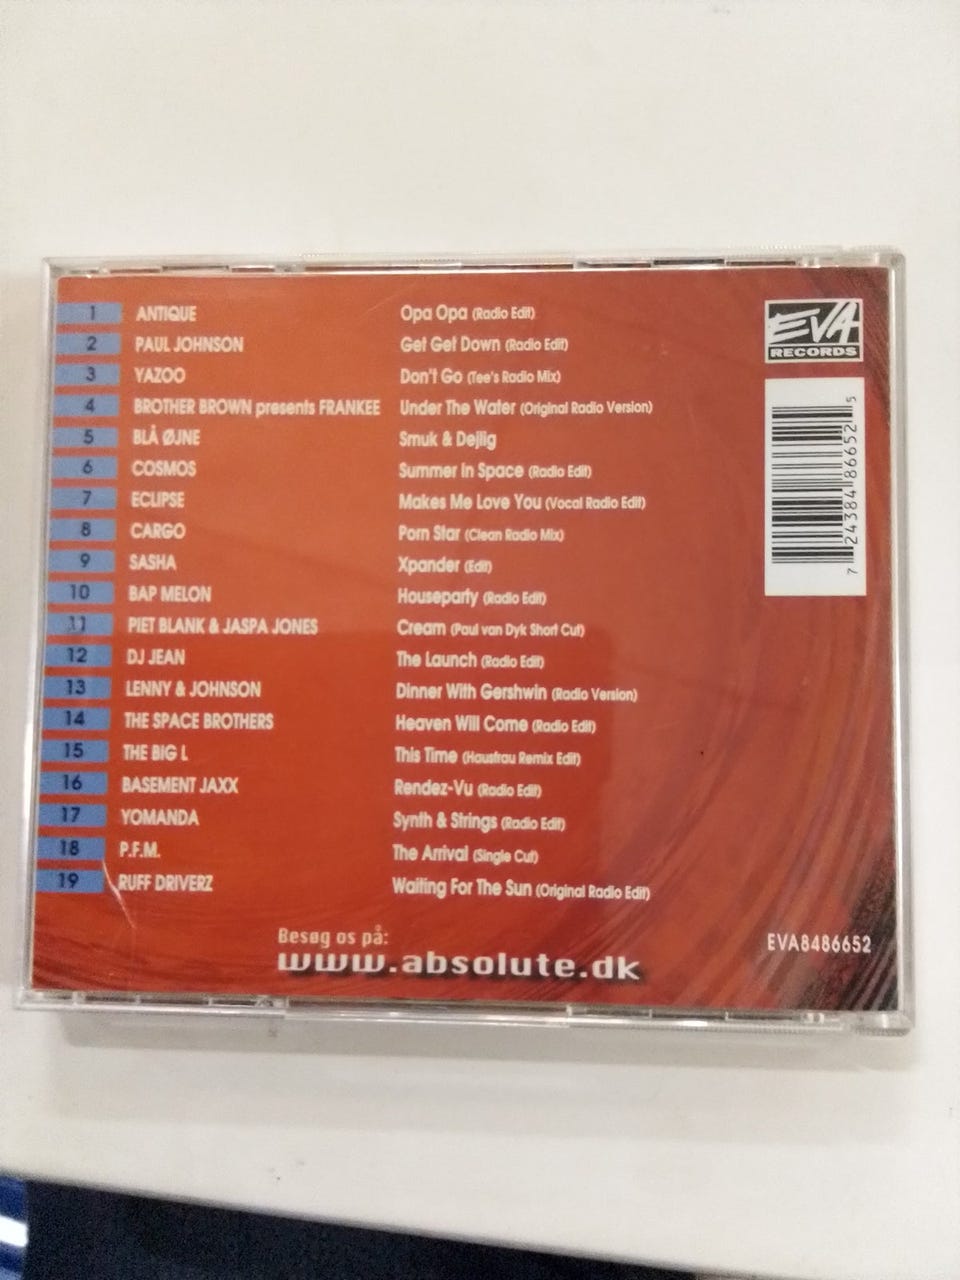 1 ANTIQUE Opa Opa (Radio Edit)
2 PAUL JOHNSON Get Get Down (Radio Edit)
3 YAZOO Don't Go (Tee's Radio Mix)
4 BROTHER BROWN presents FRANKEE Under The Water (Original Radio Version)
5 BLÅ ØJNE Smuk & Dejlig
6 COSMOS Summer In Space (Radio Edit)
7 ECLIPSE Makes Me Love You (Vocal Radio Edit)
8 CARGO Porn Star (Clean Radio Mix)
9 SASHA Xpander (Edit)
10 BAP MELON Houseparty (Radio Edit)
11 PIET BLANK & JASPA JONES Cream (Paul van Dyk Short Cut)
12 DJ JEAN The Launch (Radio Edit)
13 LENNY & JOHNSON Dinner With Gershwin (Radio Version)
14 THE SPACE BROTHERS Heaven Will Come (Radio Edit)
15 THE BIG L This Time (Hausfrau Remix Edit)
16 BASEMENT JAXX Rendez-Vu (Radio Edit)
17 YOMANDA Synth & Strings (Radio Edit)
18 P.F.M. The Arrival (Single Cut)
19 RUFF DRIVERZ Waiting For The Sun (Original Radio Edit)
EVA
RECORDS
7 24384 86652 5
Besøg os på:
www.absolute.dk
EVA8486652